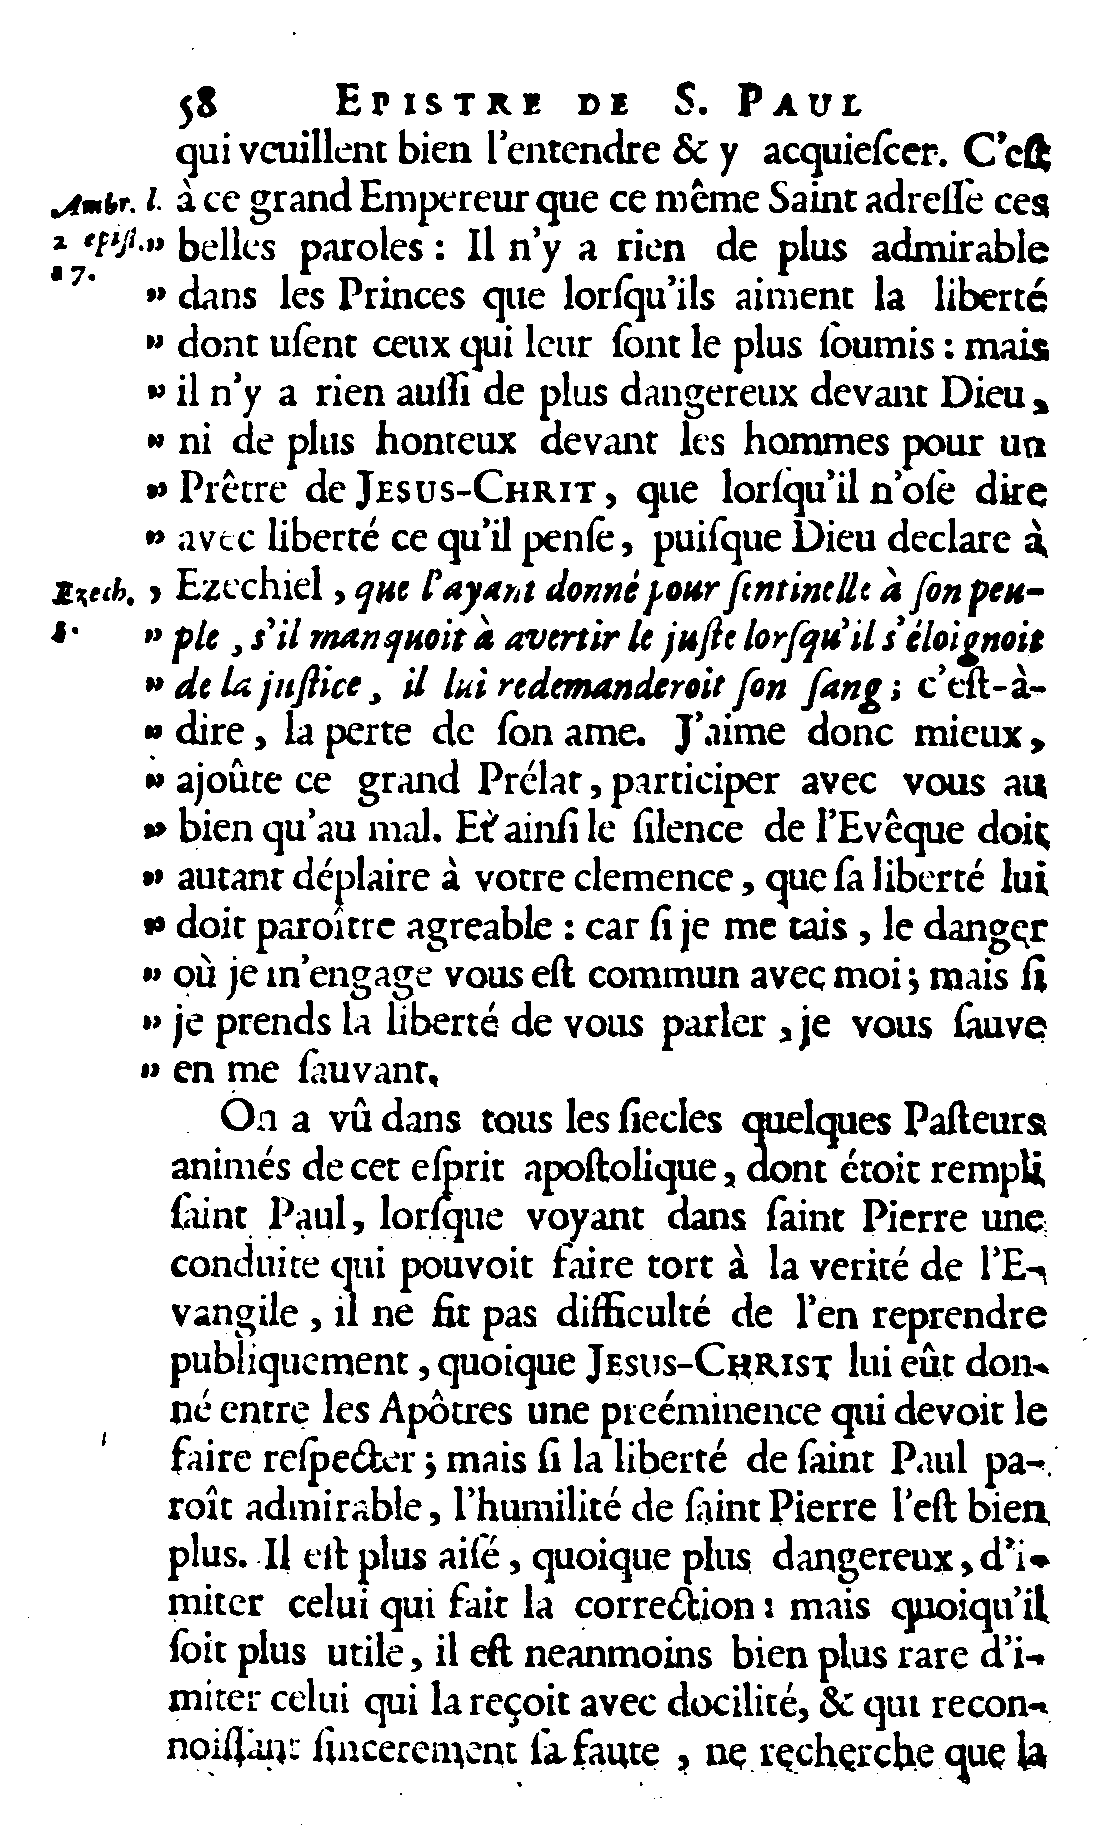 58 EPISTRE DE S. PAUL
qui veuillent bien l'entendre & y acquieſcer. C'eſt
Ambr. l. à ce grand Empereur que ce même Saint adreſſe ces
2 epiſt. „ belles paroles : Il n'y a rien de plus admirable
17.
„ dans les Princes que lorſqu'ils aiment la liberté
„ dont uſent ceux qui leur ſont le plus ſoumis : mais
„ il n'y a rien auſſi de plus dangereux devant Dieu,
„ ni de plus honteux devant les hommes pour un
„ Prêtre de JESUS-CHRIT, que lorſqu'il n'oſe dire
„ avec liberté ce qu'il penſe, puiſque Dieu declare à
Ezech. , Ezechiel, que l'ayant donné pour ſentinelle à ſon peu-
„ ple, s'il manquoit à avertir le juſte lorſqu'il s'éloignoit
„ de la juſtice, il lui redemanderoit ſon ſang ; c'eſt-à-
„ dire, la perte de ſon ame. J'aime donc mieux,
„ ajoûte ce grand Prélat, participer avec vous au
„ bien qu'au mal. Et ainſi le ſilence de l'Evêque doit
„ autant déplaire à votre clemence, que ſa liberté lui
„ doit paroître agreable : car ſi je me tais, le danger
„ où je m'engage vous eſt commun avec moi ; mais ſi
„ je prends la liberté de vous parler, je vous ſauve
„ en me ſauvant.
On a vû dans tous les ſiecles quelques Paſteurs
animés de cet eſprit apoſtolique, dont étoit rempli
ſaint Paul, lorſque voyant dans ſaint Pierre une
conduite qui pouvoit faire tort à la verité de l'E-
vangile, il ne fit pas difficulté de l'en reprendre
publiquement, quoique JESUS-CHRIST lui eût don-
né entre les Apôtres une preéminence qui devoit le
faire reſpecter ; mais ſi la liberté de ſaint Paul pa-
roît admirable, l'humilité de ſaint Pierre l'eſt bien
plus. Il eſt plus aiſé, quoique plus dangereux, d'i-
miter celui qui fait la correction : mais quoiqu'il
ſoit plus utile, il eſt neanmoins bien plus rare d'i-
miter celui qui la reçoit avec docilité, & qui recon-
noiſſant ſincerement ſa faute, ne recherche que la